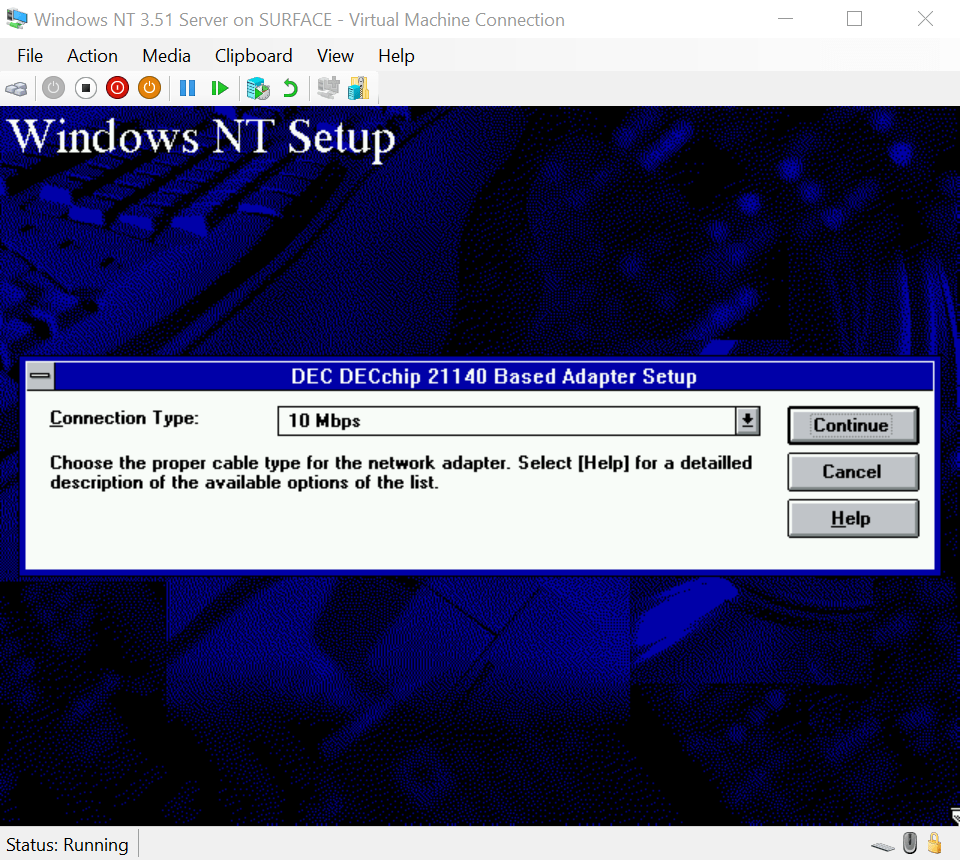 Windows NT 3.51 Server on SURFACE - Virtual Machine Connection
File Action Media Clipboard View Help
Windows NT Setup
DEC DECchip 21140 Based Adapter Setup
Connection Type: 10 Mbps Continue
Choose the proper cable type for the network adapter. Select [Help] for a detailled
description of the available options of the list.
Cancel
Help
Status: Running